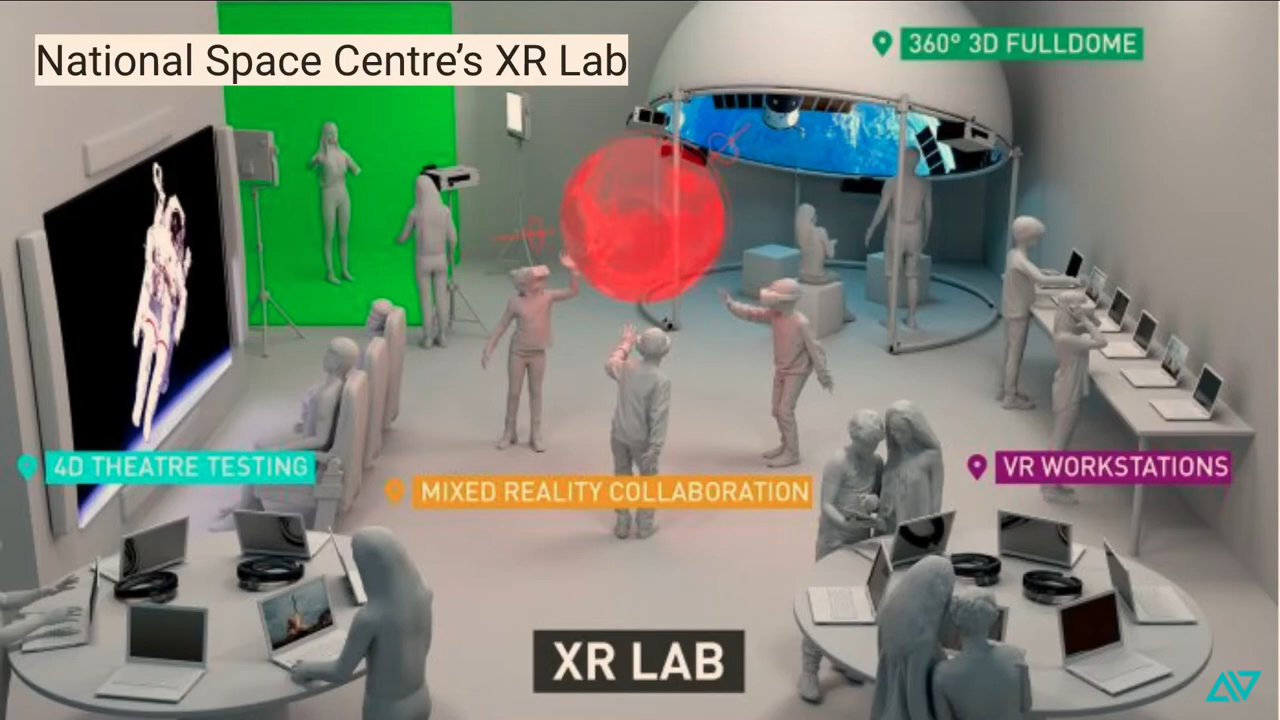 National Space Centre’s XR Lab
360° 3D FULLDOME
4D THEATRE TESTING
VR WORKSTATIONS
MIXED REALITY COLLABORATION
XR LAB